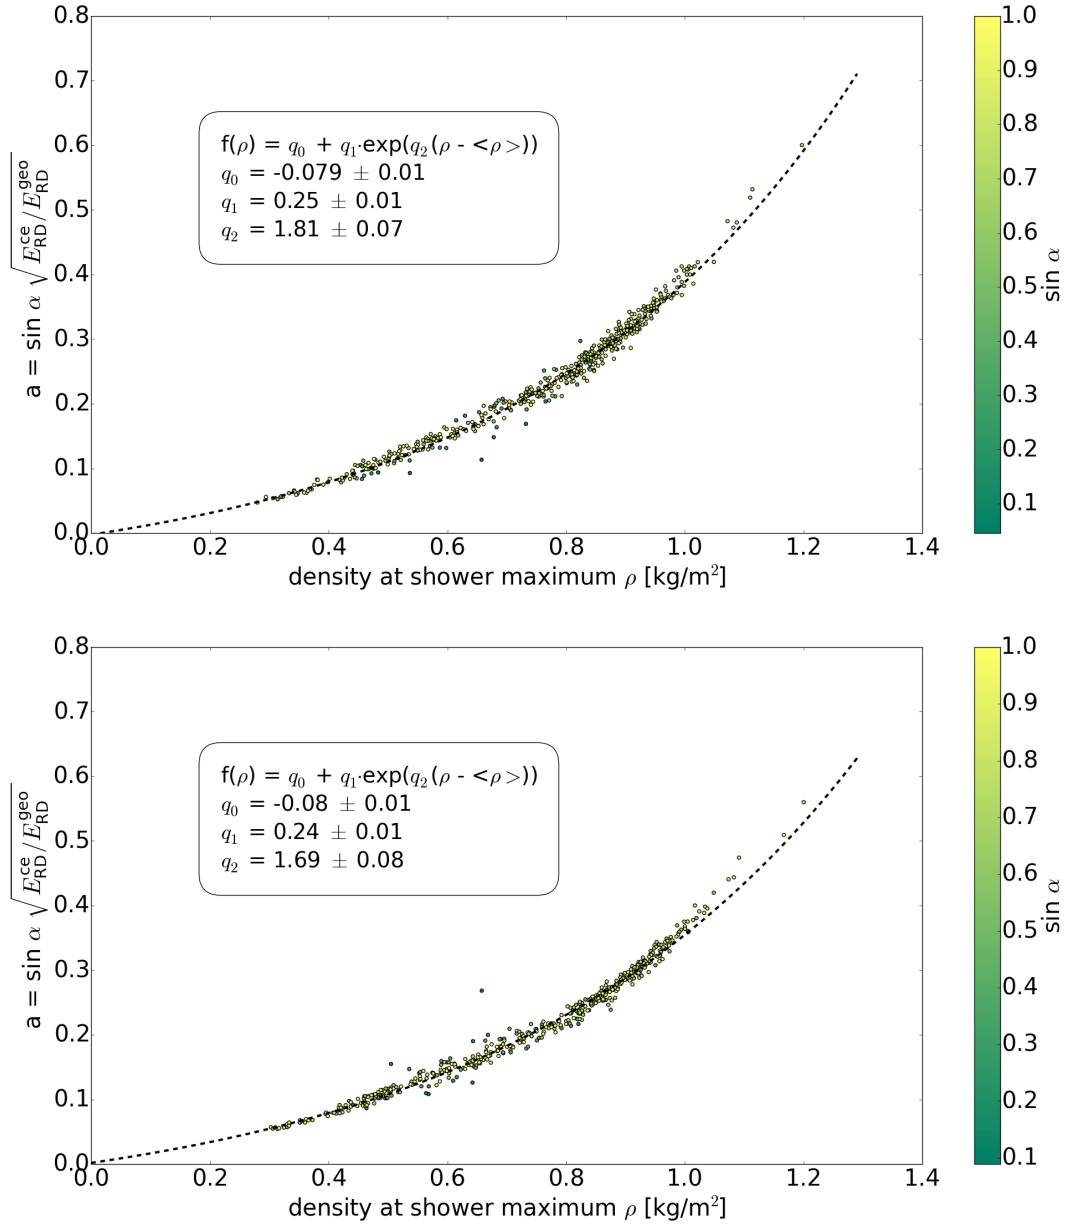 0.8
0.7
0.6
0.5
0.4
0.3
0.2
0.1
0.0
a = sin α √E_RD^ce/E_RD^geo
f(ρ) = q₀ + q₁·exp(q₂(ρ - <ρ>))
q₀ = -0.079 ± 0.01
q₁ = 0.25 ± 0.01
q₂ = 1.81 ± 0.07
0.0 0.2 0.4 0.6 0.8 1.0 1.2 1.4
density at shower maximum ρ [kg/m²]
1.0
0.9
0.8
0.7
0.6
0.5
0.4
0.3
0.2
0.1
sin α
0.8
0.7
0.6
0.5
0.4
0.3
0.2
0.1
0.0
a = sin α √E_RD^ce/E_RD^geo
f(ρ) = q₀ + q₁·exp(q₂(ρ - <ρ>))
q₀ = -0.08 ± 0.01
q₁ = 0.24 ± 0.01
q₂ = 1.69 ± 0.08
0.0 0.2 0.4 0.6 0.8 1.0 1.2 1.4
density at shower maximum ρ [kg/m²]
1.0
0.9
0.8
0.7
0.6
0.5
0.4
0.3
0.2
0.1
sin α